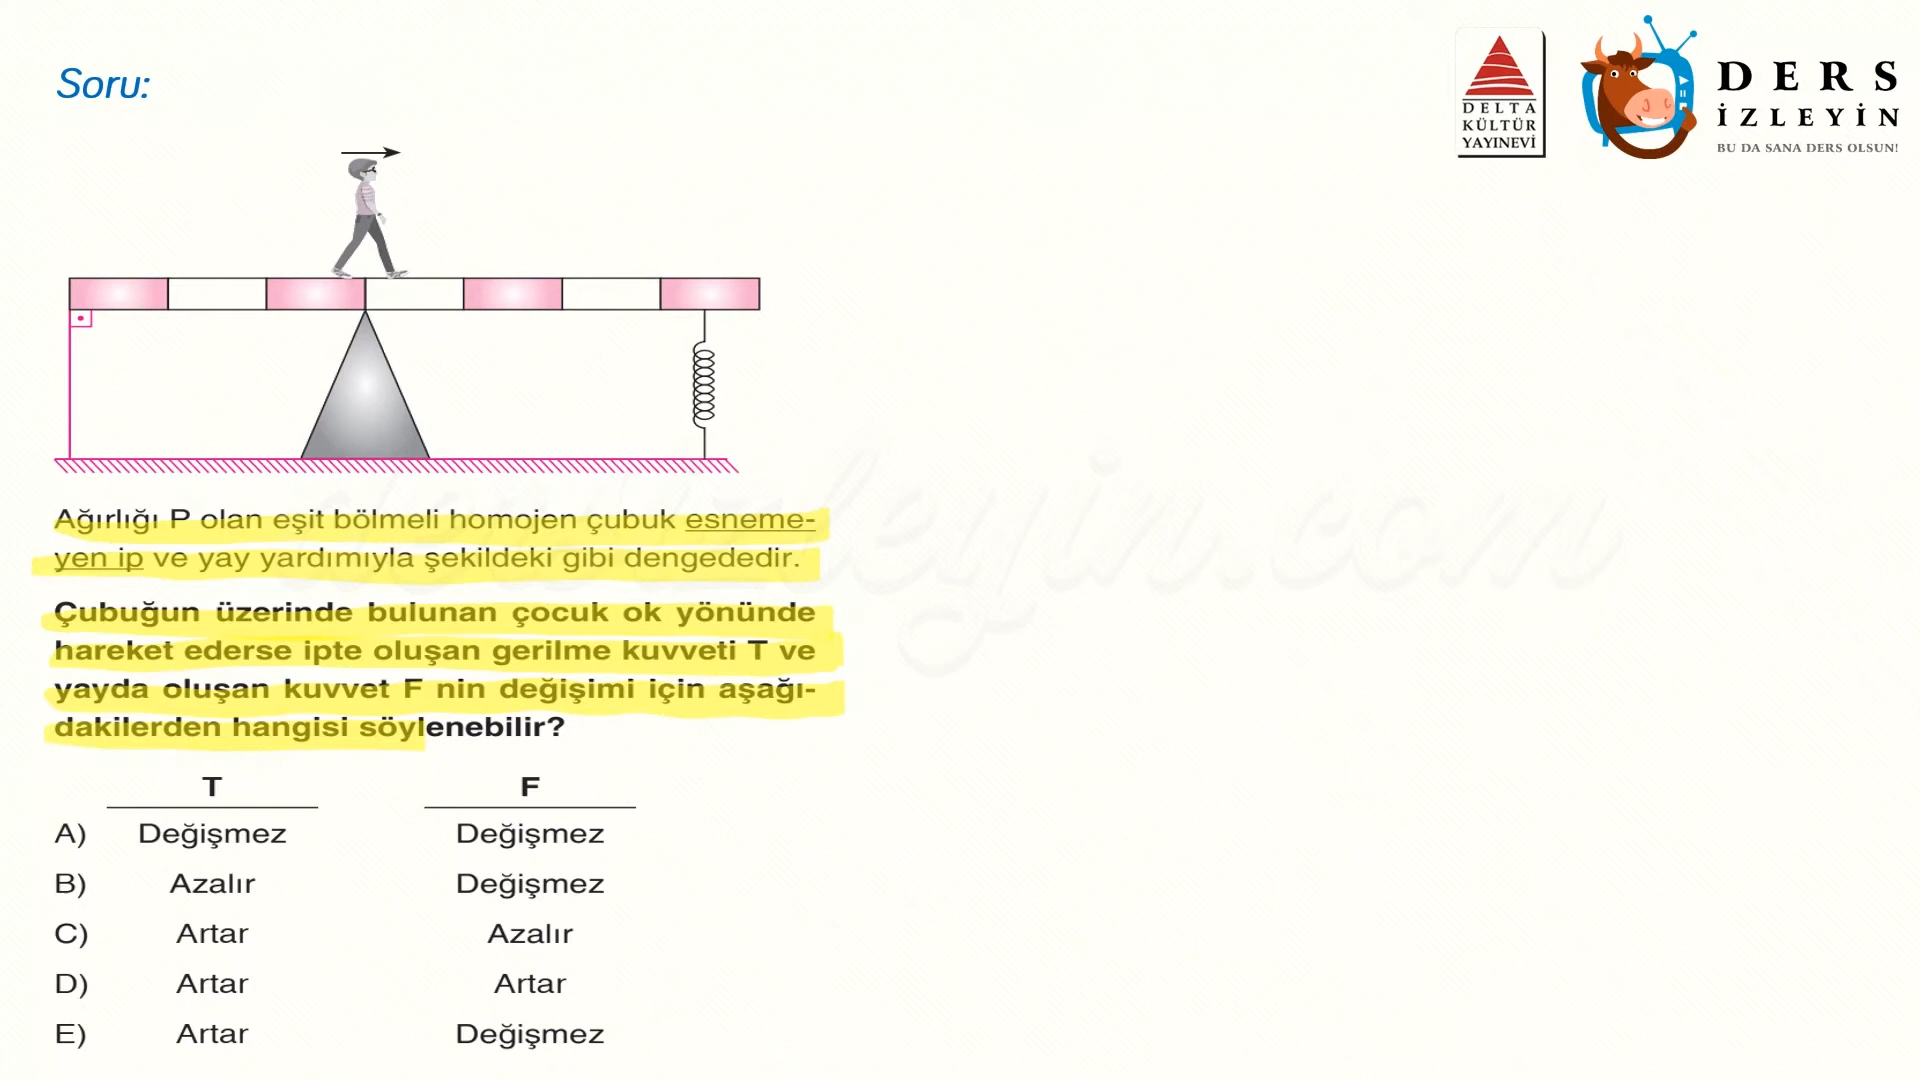 Soru:
DELTA
KÜLTÜR
YAYINEVİ
DERS
İZLEYİN
BU DA SANA DERS OLSUN!
Ağırlığı P olan eşit bölmeli homojen çubuk esneme-
yen ip ve yay yardımıyla şekildeki gibi dengededir.
Çubuğun üzerinde bulunan çocuk ok yönünde
hareket ederse ipte oluşan gerilme kuvveti T ve
yayda oluşan kuvvet F nin değişimi için aşağı-
dakilerden hangisi söylenebilir?
T F
A) Değişmez Değişmez
B) Azalır Değişmez
C) Artar Azalır
D) Artar Artar
E) Artar Değişmez
dersizleyin.com